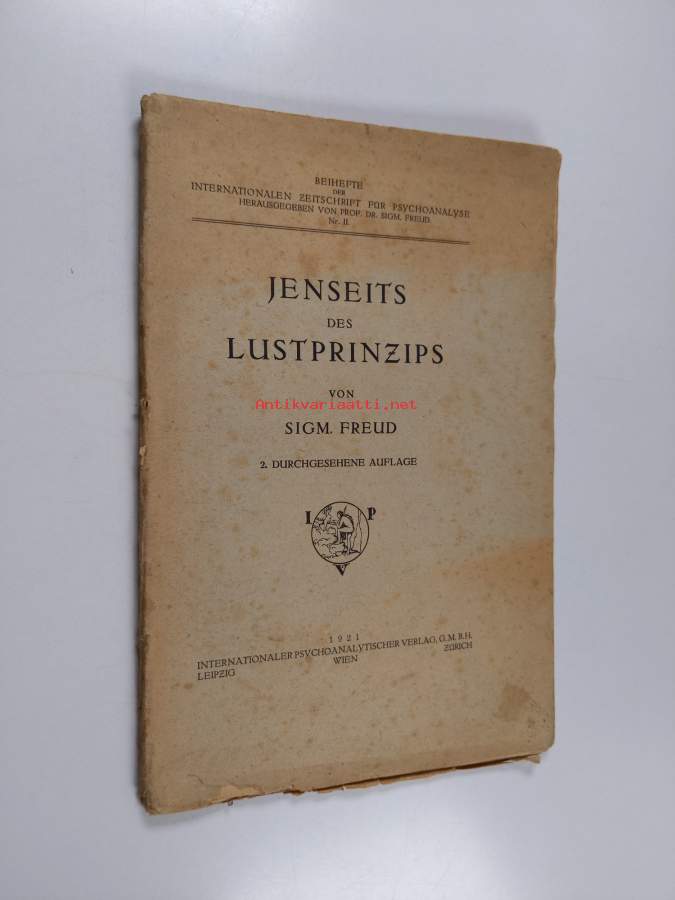 BEIHEFTE
DER
INTERNATIONALEN ZEITSCHRIFT FÜR PSYCHOANALYSE
HERAUSGEGEBEN VON PROF. DR. SIGM. FREUD
Nr. II.
JENSEITS
DES
LUSTPRINZIPS
VON
Antikvariaatti.net
SIGM. FREUD
2. DURCHGESEHENE AUFLAGE
I P
V
1921
INTERNATIONALER PSYCHOANALYTISCHER VERLAG, G. M. B. H.
LEIPZIG WIEN ZÜRICH